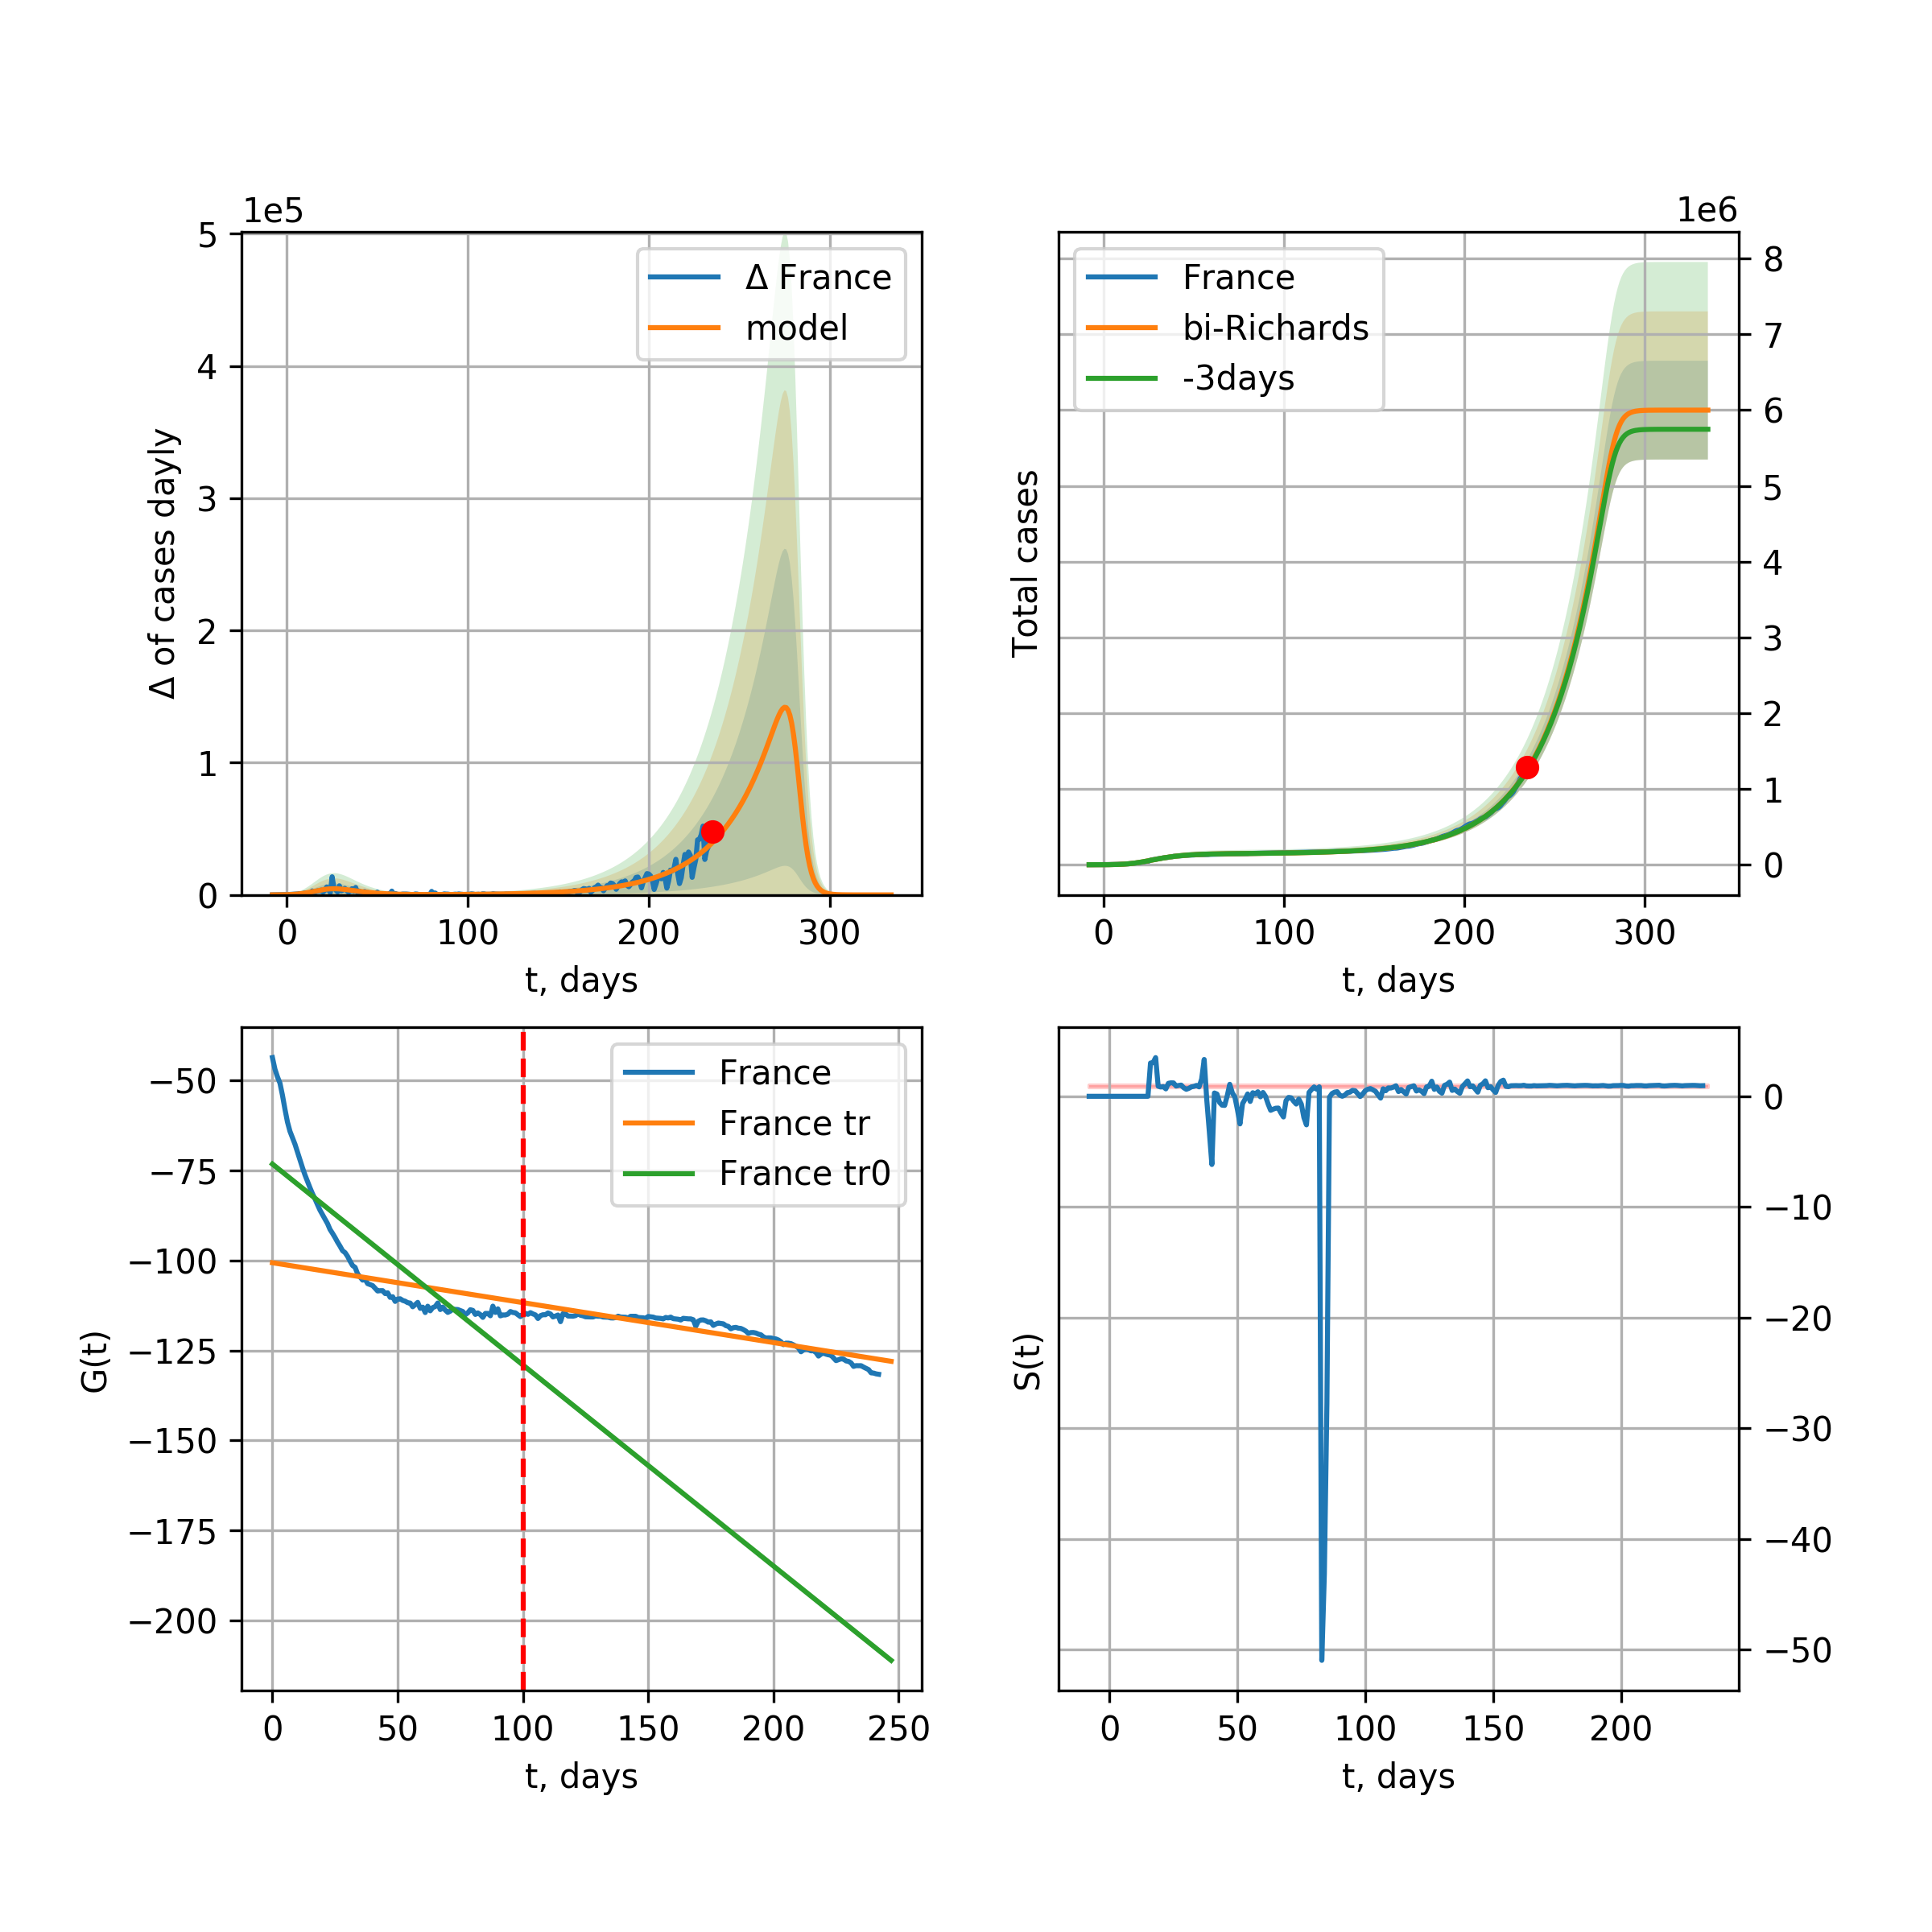 1e5
5
4
3
2
1
0
Δ of cases dayly
Δ France
model
0 100 200 300
t, days
1e6
8
7
6
5
4
3
2
1
0
Total cases
France
bi-Richards
-3days
0 100 200 300
t, days
−50
−75
−100
−125
−150
−175
−200
G(t)
France
France tr
France tr0
0 50 100 150 200 250
t, days
0
−10
−20
−30
−40
−50
S(t)
0 50 100 150 200
t, days